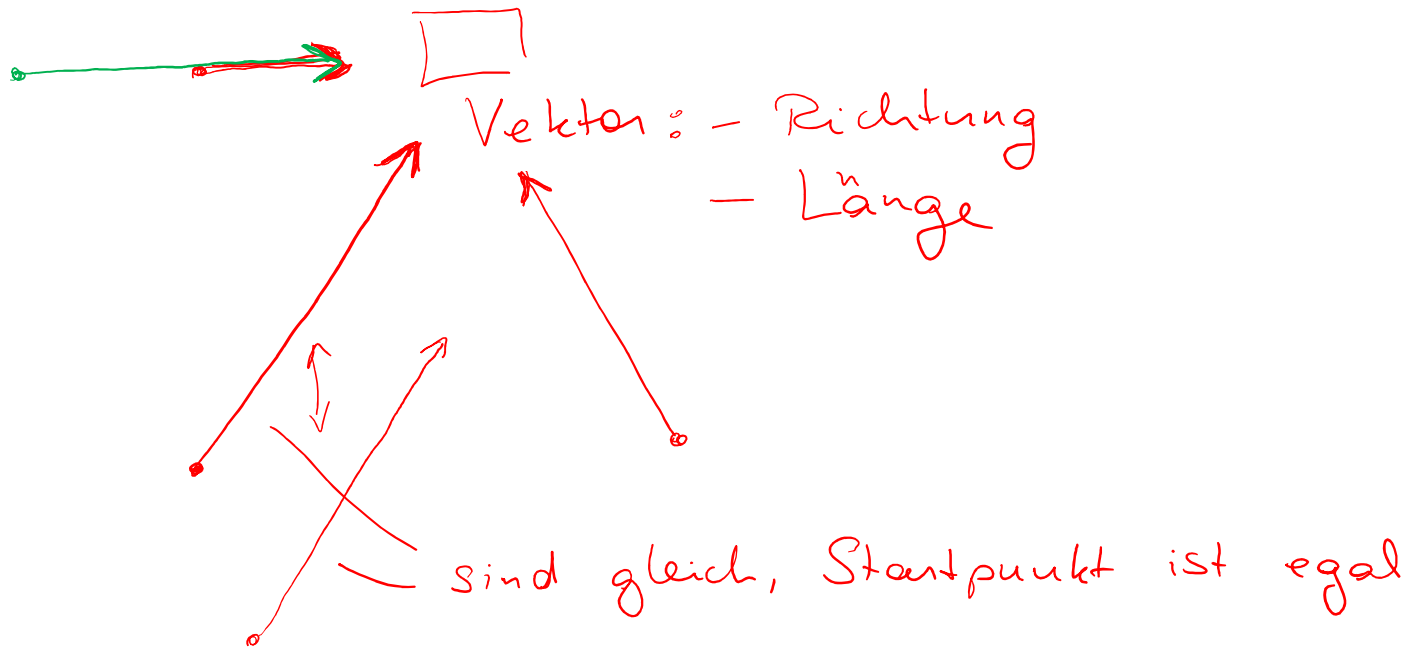 Vektor: - Richtung
- Länge
sind gleich, Startpunkt ist egal